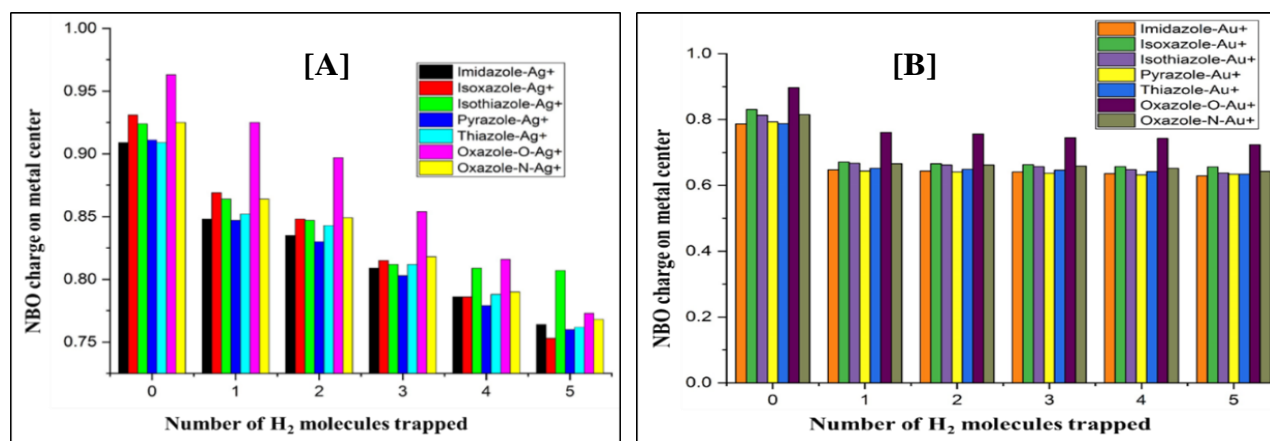 [A]
NBO charge on metal center
1.00
0.95
0.90
0.85
0.80
0.75
Imidazole-Ag+
Isoxazole-Ag+
Isothiazole-Ag+
Pyrazole-Ag+
Thiazole-Ag+
Oxazole-O-Ag+
Oxazole-N-Ag+
0 1 2 3 4 5
Number of H₂ molecules trapped
[B]
NBO charge on metal center
1.0
0.8
0.6
0.4
0.2
0.0
Imidazole-Au+
Isoxazole-Au+
Isothiazole-Au+
Pyrazole-Au+
Thiazole-Au+
Oxazole-O-Au+
Oxazole-N-Au+
0 1 2 3 4 5
Number of H₂ molecules trapped